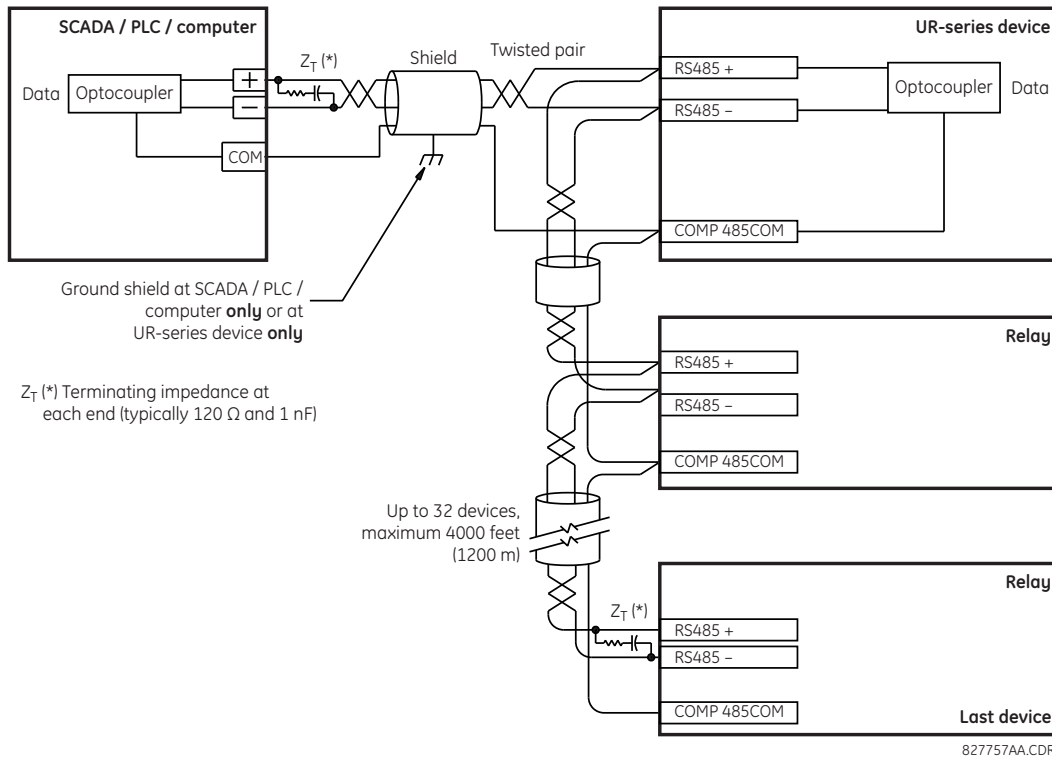 SCADA / PLC / computer
Data
Optocoupler
+
−
COM
Z_T (*)
Shield
Twisted pair
UR-series device
RS485 +
RS485 −
Optocoupler
Data
COMP 485COM
Ground shield at SCADA / PLC /
computer only or at
UR-series device only
Z_T (*) Terminating impedance at
each end (typically 120 Ω and 1 nF)
Relay
RS485 +
RS485 −
COMP 485COM
Up to 32 devices,
maximum 4000 feet
(1200 m)
Relay
Z_T (*)
RS485 +
RS485 −
COMP 485COM
Last device
827757AA.CDR